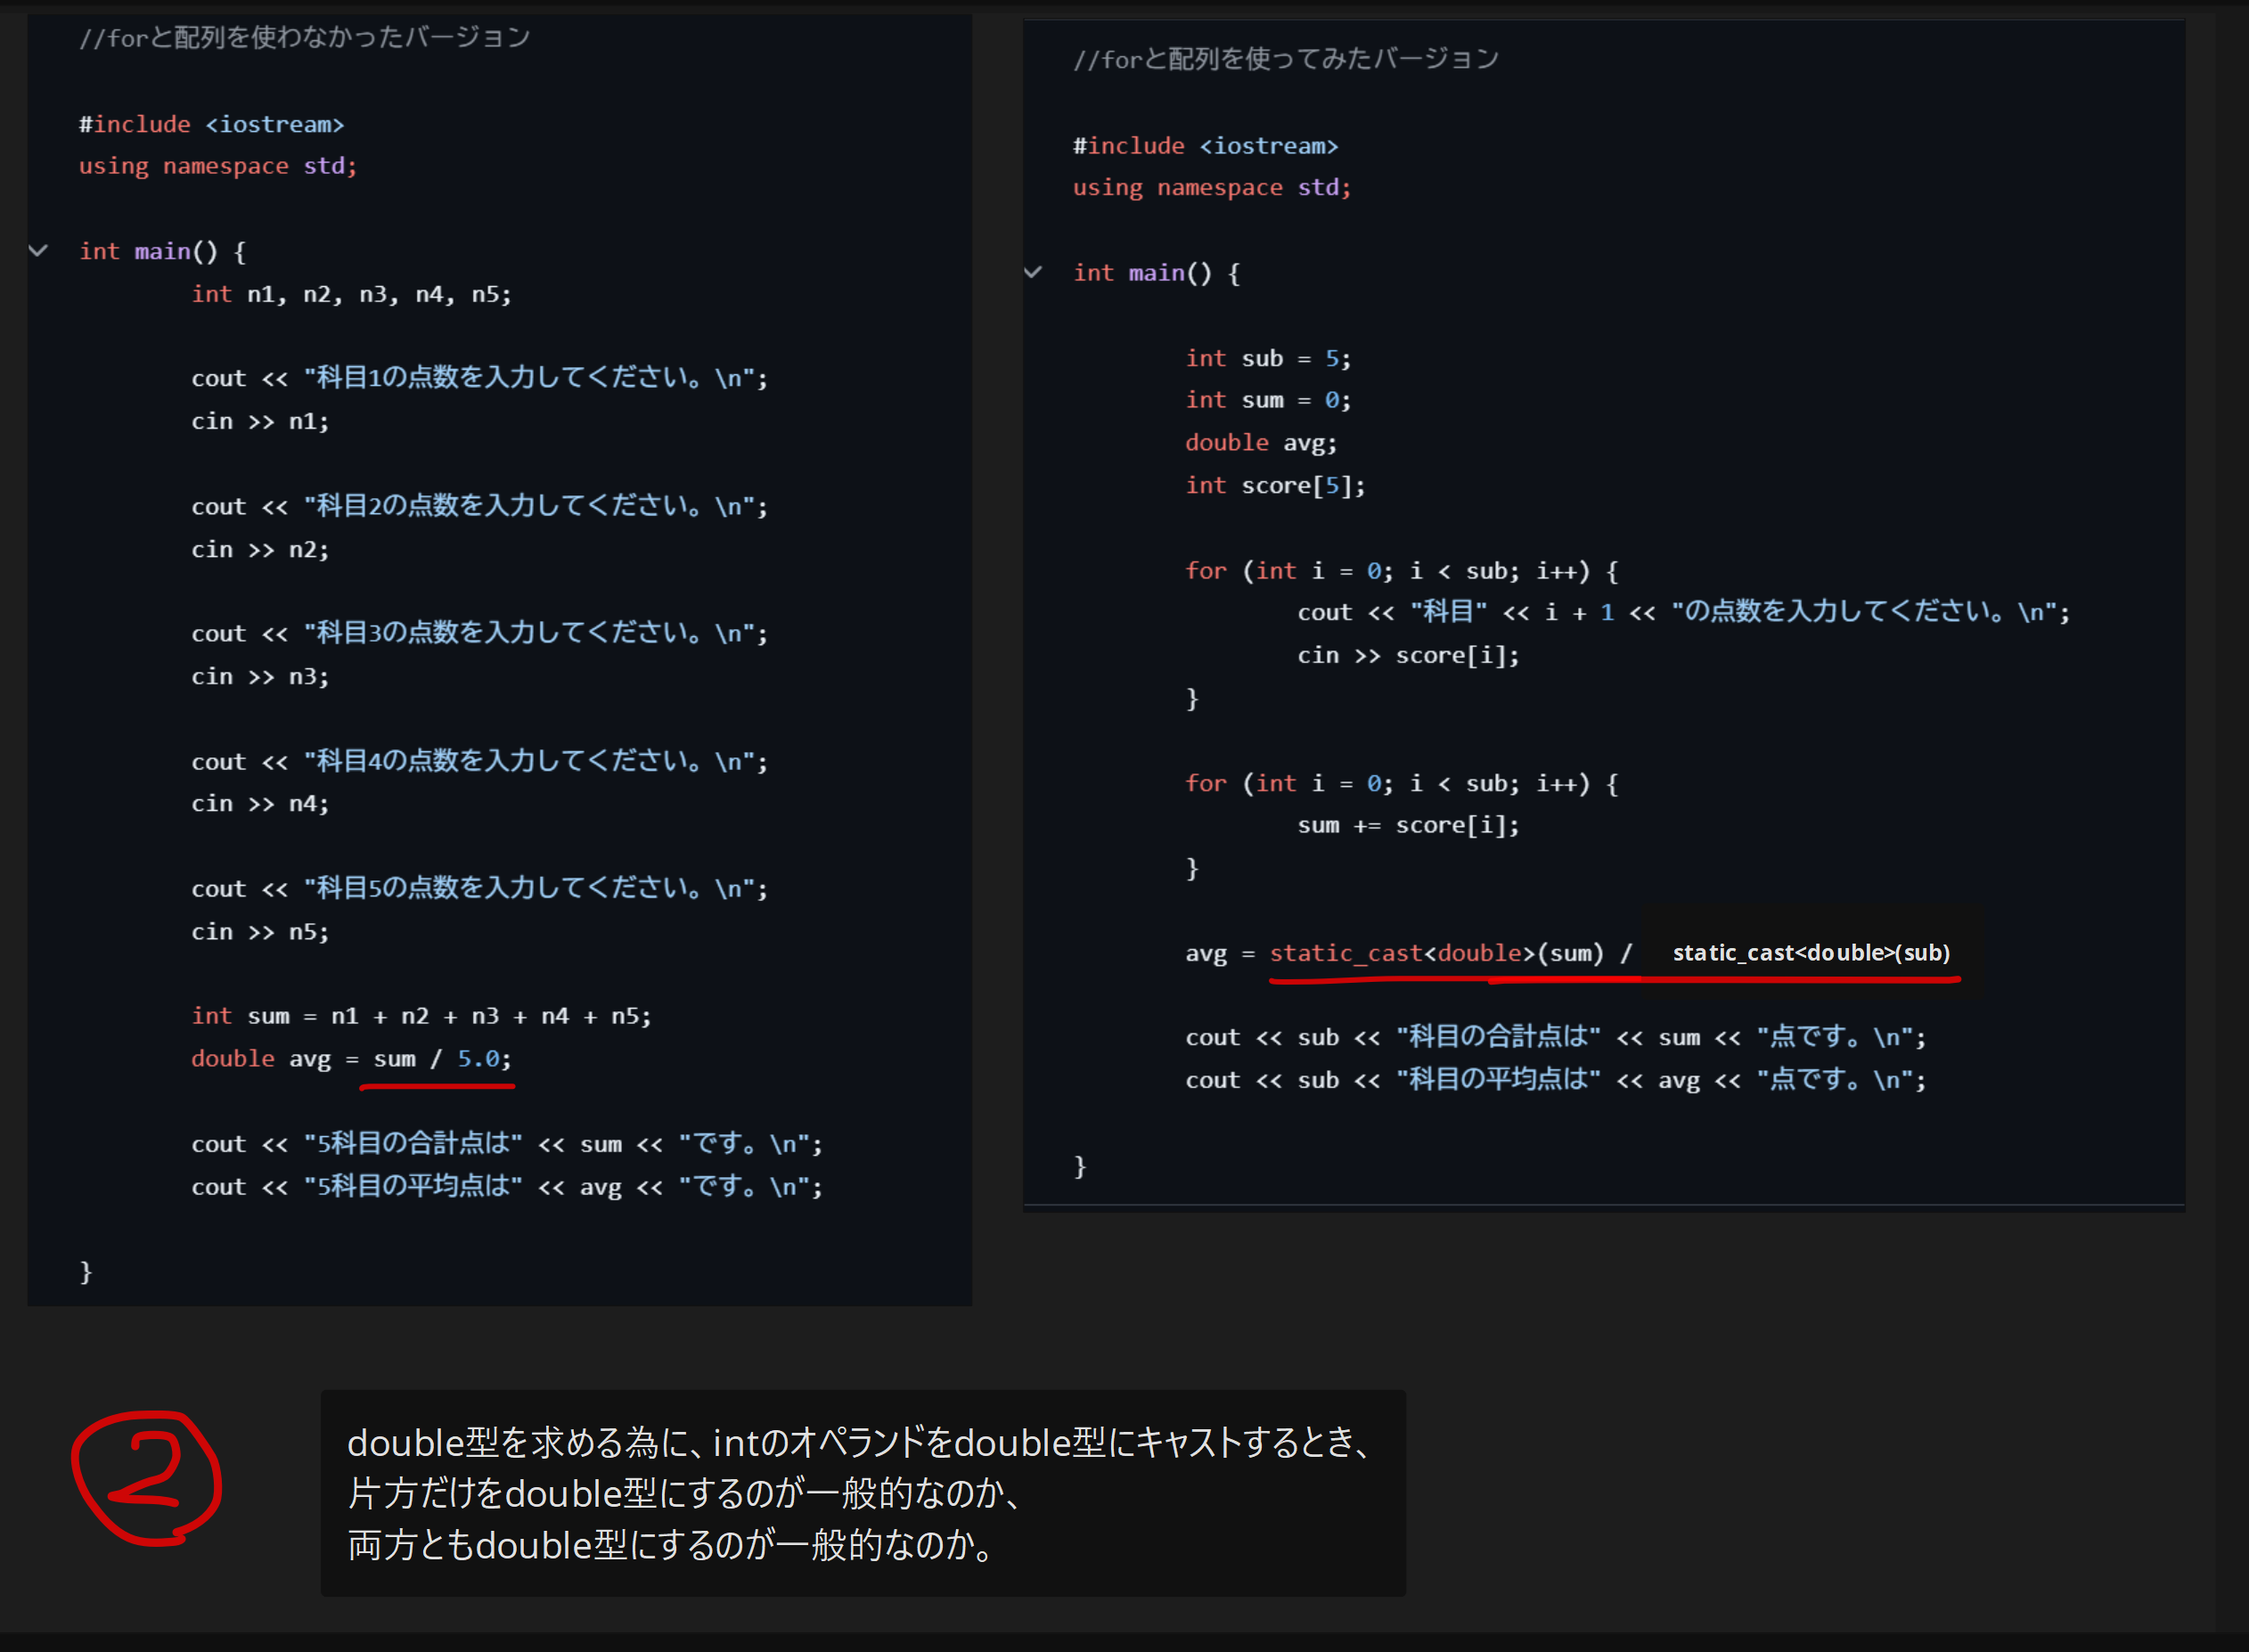 //forと配列を使わなかったバージョン
#include <iostream>
using namespace std;
int main() {
int n1, n2, n3, n4, n5;
cout << "科目1の点数を入力してください。\n";
cin >> n1;
cout << "科目2の点数を入力してください。\n";
cin >> n2;
cout << "科目3の点数を入力してください。\n";
cin >> n3;
cout << "科目4の点数を入力してください。\n";
cin >> n4;
cout << "科目5の点数を入力してください。\n";
cin >> n5;
int sum = n1 + n2 + n3 + n4 + n5;
double avg = sum / 5.0;
cout << "5科目の合計点は" << sum << "です。\n";
cout << "5科目の平均点は" << avg << "です。\n";
}
//forと配列を使ってみたバージョン
#include <iostream>
using namespace std;
int main() {
int sub = 5;
int sum = 0;
double avg;
int score[5];
for (int i = 0; i < sub; i++) {
cout << "科目" << i + 1 << "の点数を入力してください。\n";
cin >> score[i];
}
for (int i = 0; i < sub; i++) {
sum += score[i];
}
avg = static_cast<double>(sum) / static_cast<double>(sub)
cout << sub << "科目の合計点は" << sum << "点です。\n";
cout << sub << "科目の平均点は" << avg << "点です。\n";
}
2
double型を求める為に、intのオペランドをdouble型にキャストするとき、
片方だけをdouble型にするのが一般的なのか、
両方ともdouble型にするのが一般的なのか。